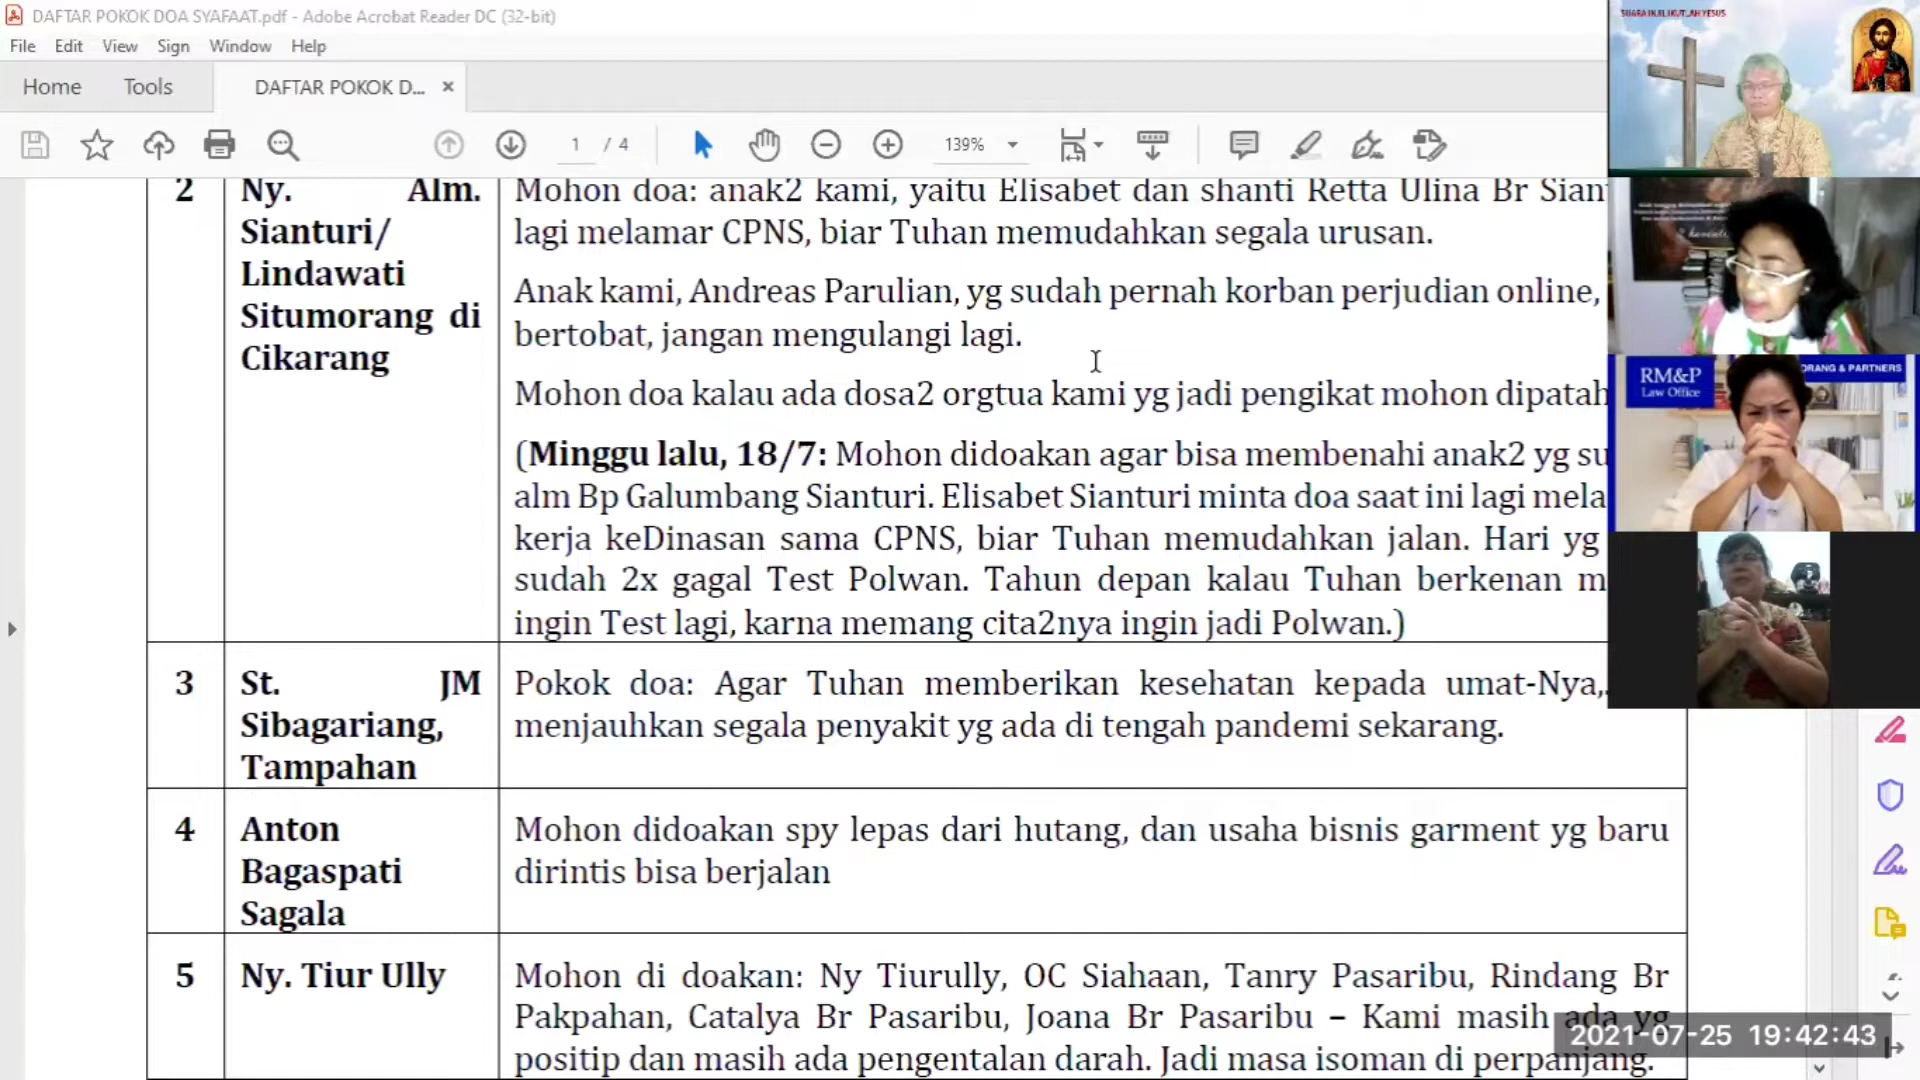 DAFTAR POKOK DOA SYAFAAT.pdf - Adobe Acrobat Reader DC (32-bit)
File Edit View Sign Window Help
Home Tools DAFTAR POKOK D... ×
1 / 4 139%
SUARA INJIL IKUTLAH YESUS
RM&P
Law Office
ORANG & PARTNERS
2 Ny. Alm. Sianturi/ Lindawati Situmorang di Cikarang
Mohon doa: anak2 kami, yaitu Elisabet dan shanti Retta Ulina Br Siant
lagi melamar CPNS, biar Tuhan memudahkan segala urusan.
Anak kami, Andreas Parulian, yg sudah pernah korban perjudian online,
bertobat, jangan mengulangi lagi.
Mohon doa kalau ada dosa2 orgtua kami yg jadi pengikat mohon dipatah
(Minggu lalu, 18/7: Mohon didoakan agar bisa membenahi anak2 yg su
alm Bp Galumbang Sianturi. Elisabet Sianturi minta doa saat ini lagi mela
kerja keDinasan sama CPNS, biar Tuhan memudahkan jalan. Hari yg
sudah 2x gagal Test Polwan. Tahun depan kalau Tuhan berkenan m
ingin Test lagi, karna memang cita2nya ingin jadi Polwan.)
3 St. JM Sibagariang, Tampahan
Pokok doa: Agar Tuhan memberikan kesehatan kepada umat-Nya,.
menjauhkan segala penyakit yg ada di tengah pandemi sekarang.
4 Anton Bagaspati Sagala
Mohon didoakan spy lepas dari hutang, dan usaha bisnis garment yg baru
dirintis bisa berjalan
5 Ny. Tiur Ully
Mohon di doakan: Ny Tiurully, OC Siahaan, Tanry Pasaribu, Rindang Br
Pakpahan, Catalya Br Pasaribu, Joana Br Pasaribu – Kami masih ada yg
positip dan masih ada pengentalan darah. Jadi masa isoman di perpanjang.
2021-07-25 19:42:43